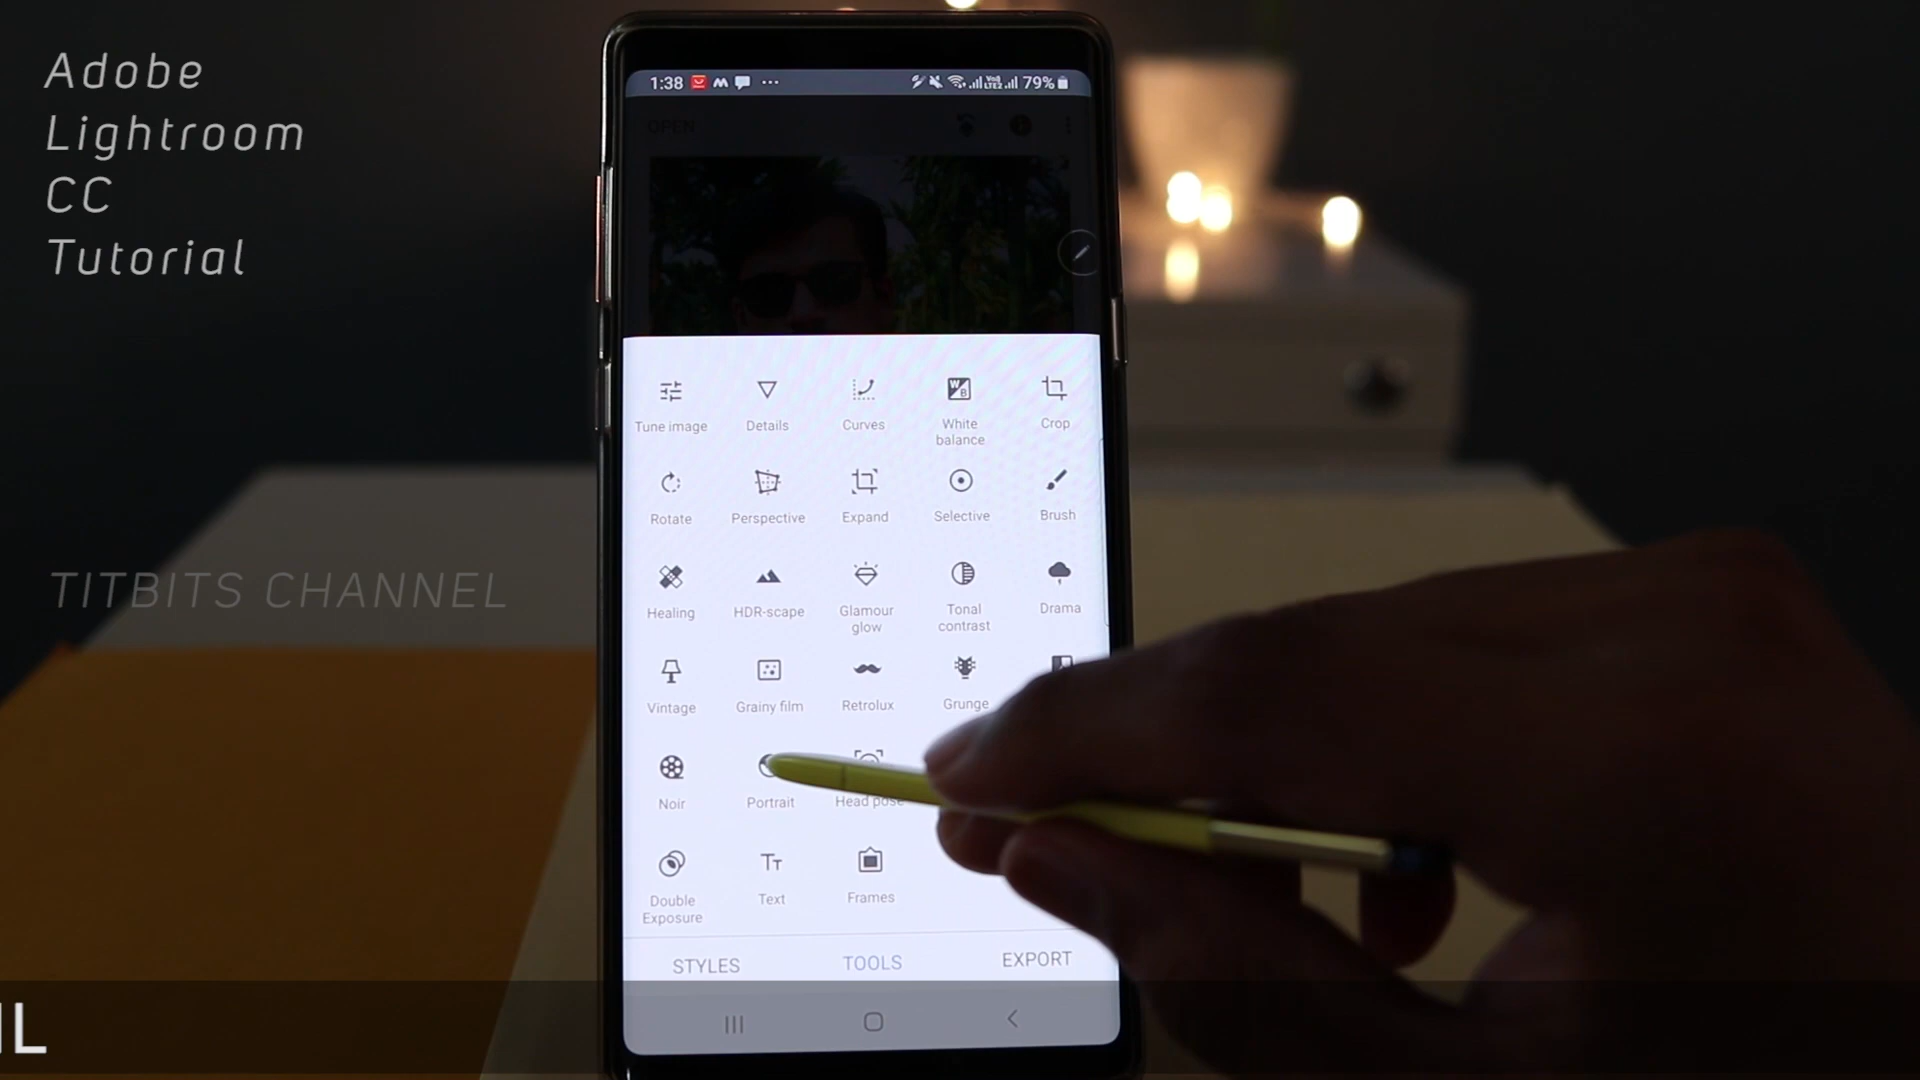 Adobe
Lightroom
CC
Tutorial
TITBITS CHANNEL
1:38
79%
OPEN
Tune image
Details
Curves
White
balance
Crop
Rotate
Perspective
Expand
Selective
Brush
Healing
HDR-scape
Glamour
glow
Tonal
contrast
Drama
Vintage
Grainy film
Retrolux
Grunge
Noir
Portrait
Head pose
Double
Exposure
Text
Frames
STYLES
TOOLS
EXPORT